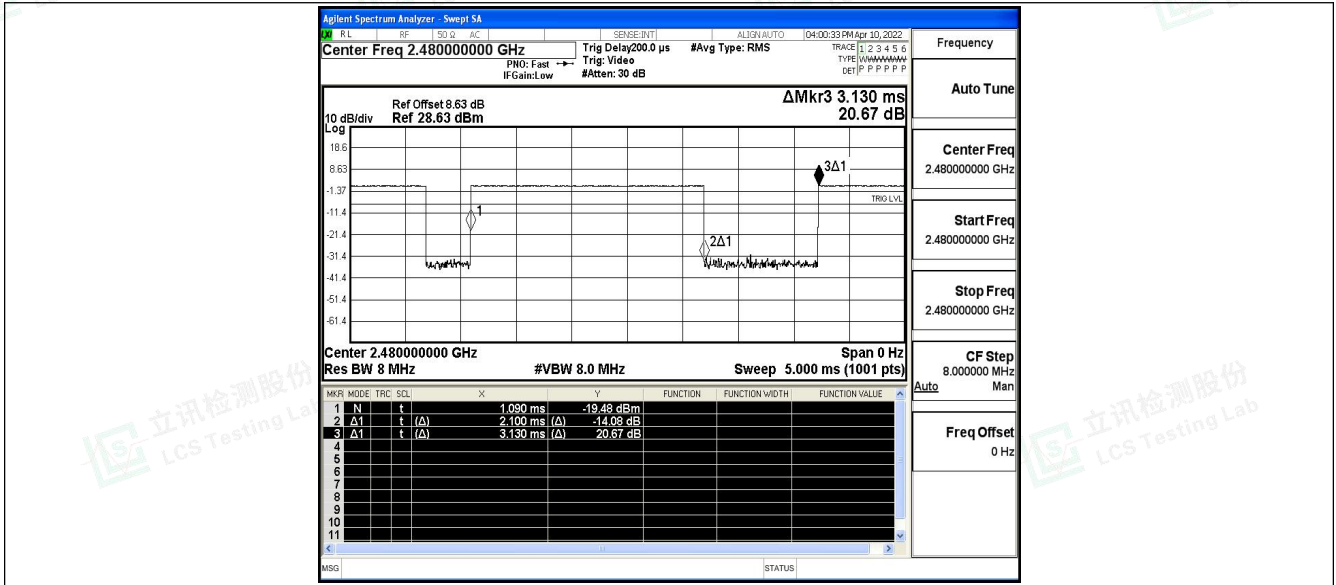 Agilent Spectrum Analyzer - Swept SA
RL RF 50 Ω AC SENSE:INT ALIGN AUTO 04:00:33 PM Apr 10, 2022
Center Freq 2.480000000 GHz
PNO: Fast
IFGain:Low
Trig Delay200.0 µs
Trig: Video
#Atten: 30 dB
#Avg Type: RMS
TRACE 1 2 3 4 5 6
TYPE
DET P P P P P P
ΔMkr3 3.130 ms
20.67 dB
Ref Offset 8.63 dB
10 dB/div Ref 28.63 dBm
Log
18.6
8.63
-1.37
-11.4
-21.4
-31.4
-41.4
-51.4
-61.4
3Δ1
TRIG LVL
1
2Δ1
Center 2.480000000 GHz Span 0 Hz
Res BW 8 MHz #VBW 8.0 MHz Sweep 5.000 ms (1001 pts)
MKR MODE TRC SCL X Y FUNCTION FUNCTION WIDTH FUNCTION VALUE
1 N t 1.090 ms -19.48 dBm
2 Δ1 t (Δ) 2.100 ms (Δ) -14.08 dB
3 Δ1 t (Δ) 3.130 ms (Δ) 20.67 dB
4
5
6
7
8
9
10
11
MSG STATUS
Frequency
Auto Tune
Center Freq
2.480000000 GHz
Start Freq
2.480000000 GHz
Stop Freq
2.480000000 GHz
CF Step
8.000000 MHz
Auto Man
Freq Offset
0 Hz
立讯检测股份
LCS Testing Lab
立讯检测股份
LCS Testing Lab